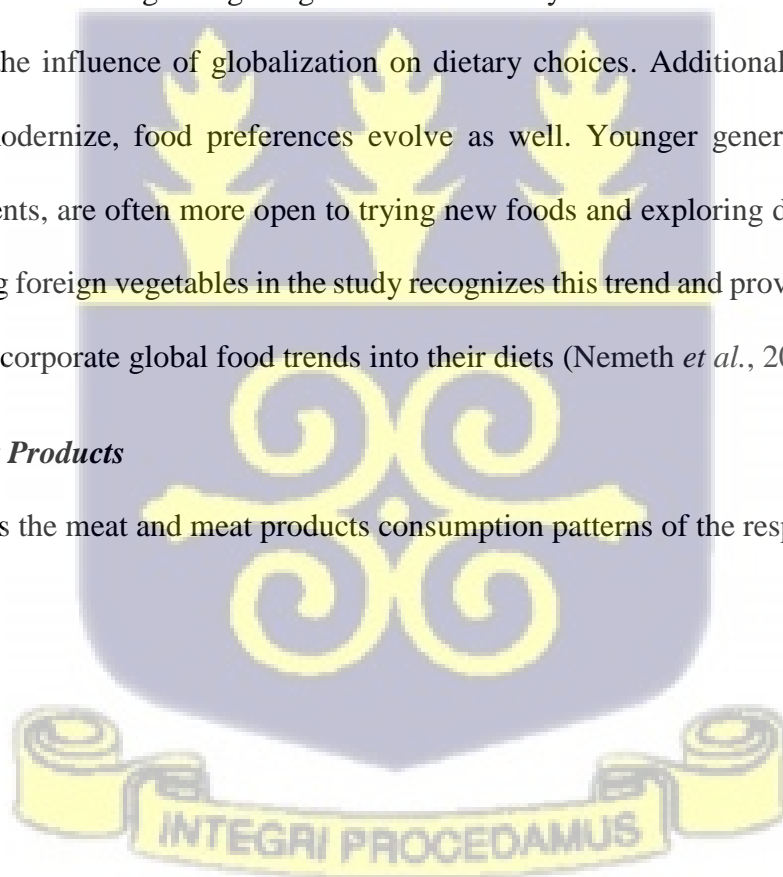 the influence of globalization on dietary choices. Additional
odernize, food preferences evolve as well. Younger gener
ents, are often more open to trying new foods and exploring d
g foreign vegetables in the study recognizes this trend and prov
corporate global food trends into their diets (Nemeth et al., 20
Products
s the meat and meat products consumption patterns of the resp
INTEGRI PROCEDAMUS